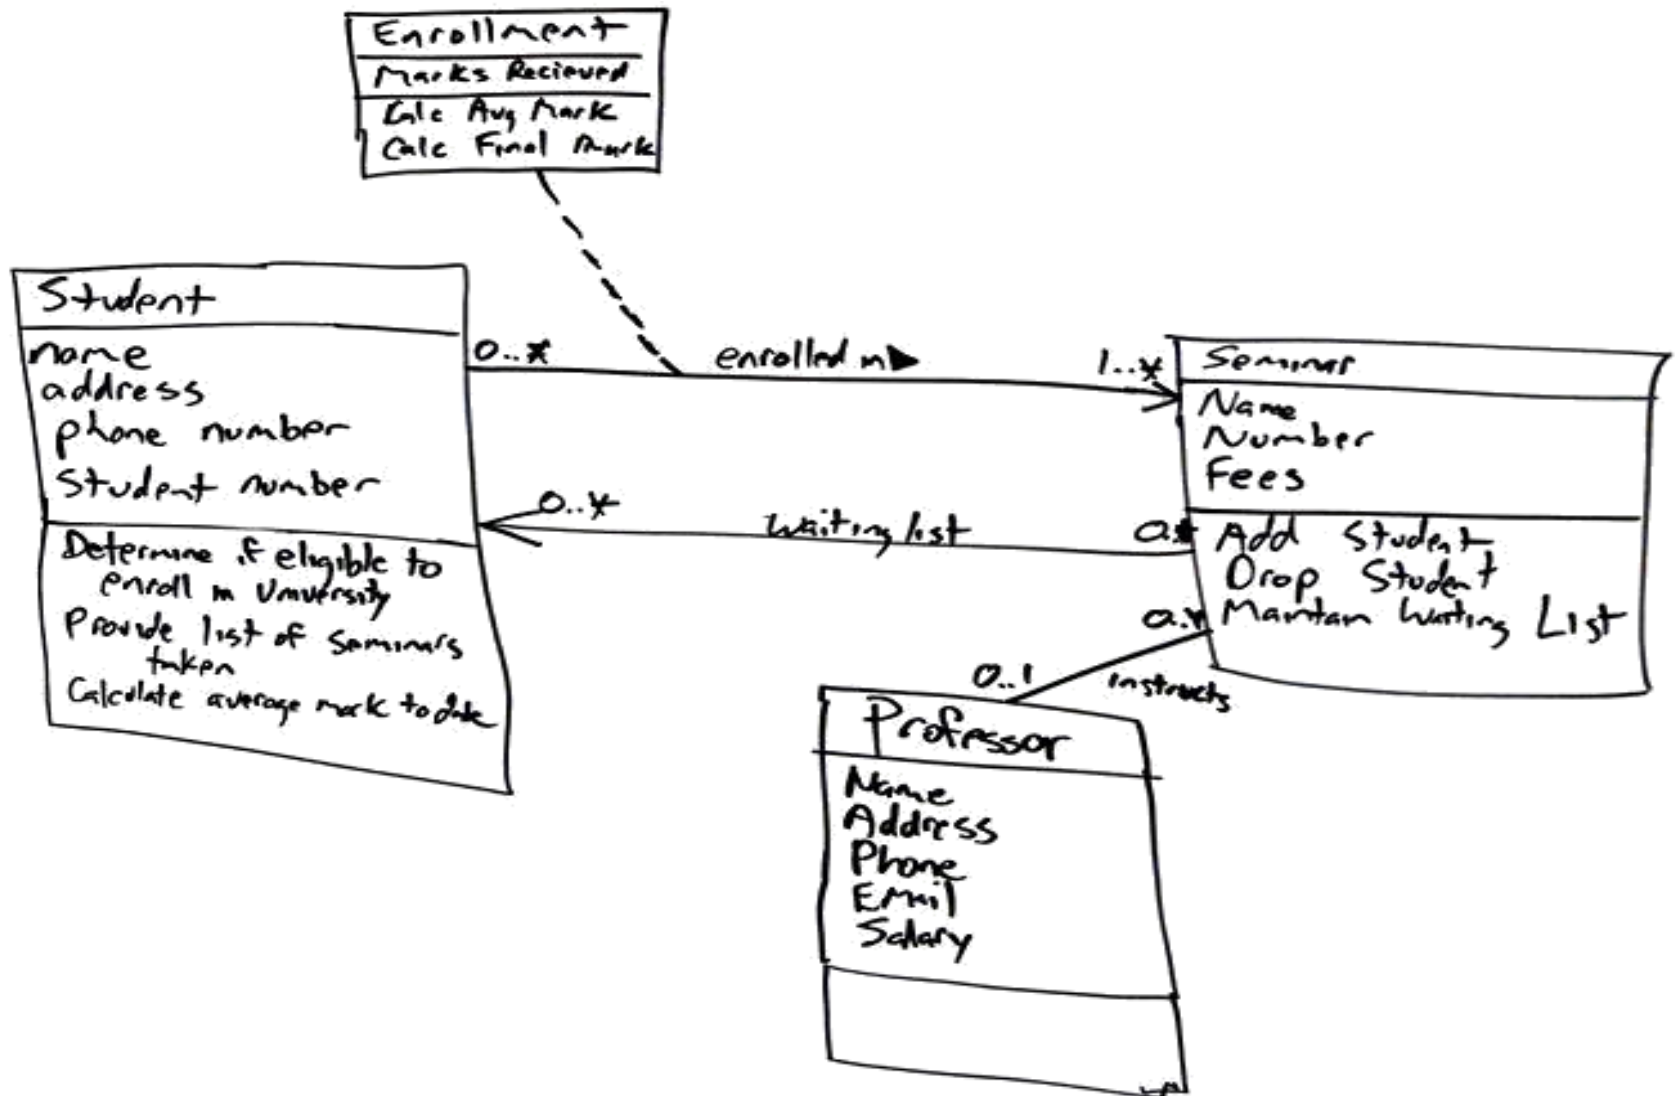 Enrollment
Marks Recieved
Calc Avg Mark
Calc Final Mark
Student
name
address
phone number
Student number
Determine if eligible to
enroll in University
Provide list of seminars
taken
Calculate average mark to date
0..*
enrolled in
1..*
0..*
waiting list
0..*
Seminar
Name
Number
Fees
Add Student
Drop Student
Maintain Waiting List
0..*
0..1
instructs
Professor
Name
Address
Phone
Email
Salary